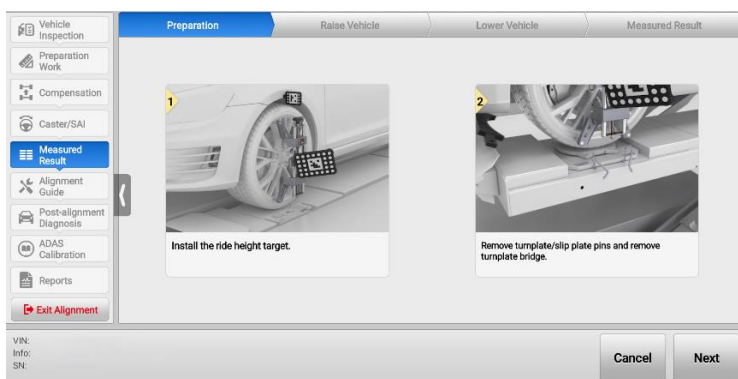 Vehicle
Inspection
Preparation
Work
Compensation
Caster/SAI
Measured
Result
Alignment
Guide
Post-alignment
Diagnosis
ADAS
Calibration
Reports
Exit Alignment
Preparation
Raise Vehicle
Lower Vehicle
Measured Result
1
Install the ride height target.
2
Remove turnplate/slip plate pins and remove
turnplate bridge.
VIN:
Info:
SN:
Cancel
Next